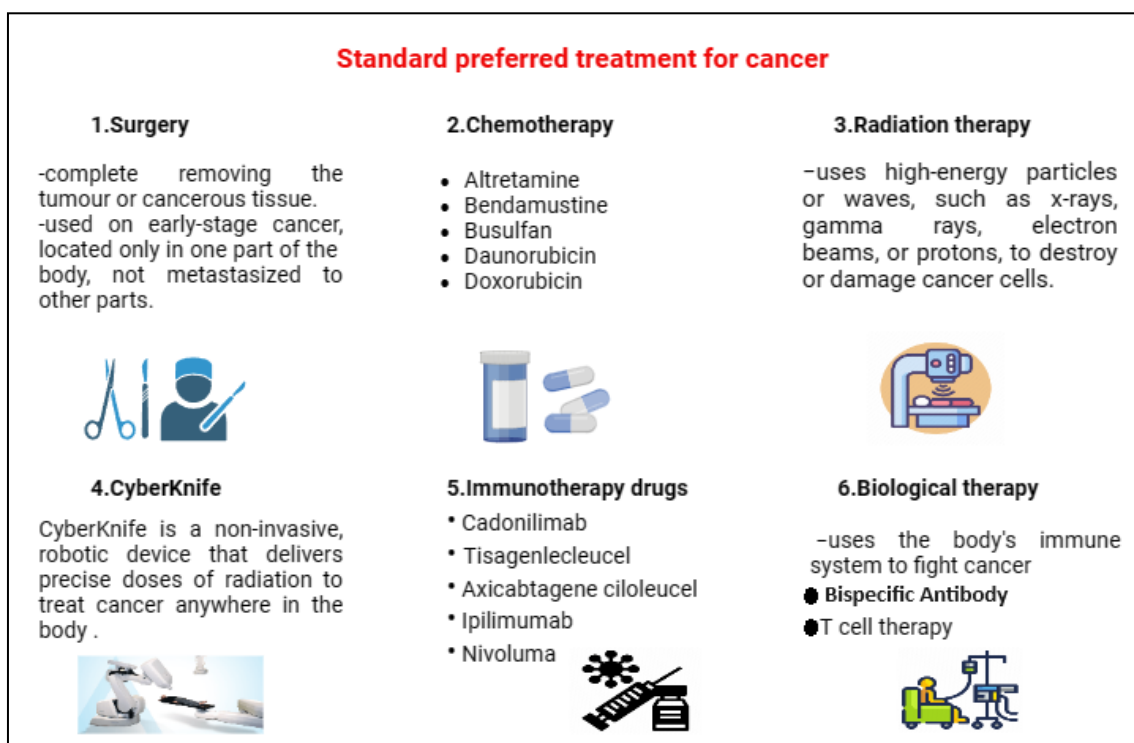 Standard preferred treatment for cancer
1.Surgery
-complete removing the
tumour or cancerous tissue.
-used on early-stage cancer,
located only in one part of the
body, not metastasized to
other parts.
2.Chemotherapy
• Altretamine
• Bendamustine
• Busulfan
• Daunorubicin
• Doxorubicin
3.Radiation therapy
–uses high-energy particles
or waves, such as x-rays,
gamma rays, electron
beams, or protons, to destroy
or damage cancer cells.
4.CyberKnife
CyberKnife is a non-invasive,
robotic device that delivers
precise doses of radiation to
treat cancer anywhere in the
body .
5.Immunotherapy drugs
• Cadonilimab
• Tisagenlecleucel
• Axicabtagene ciloleucel
• Ipilimumab
• Nivoluma
6.Biological therapy
–uses the body's immune
system to fight cancer
● Bispecific Antibody
●T cell therapy